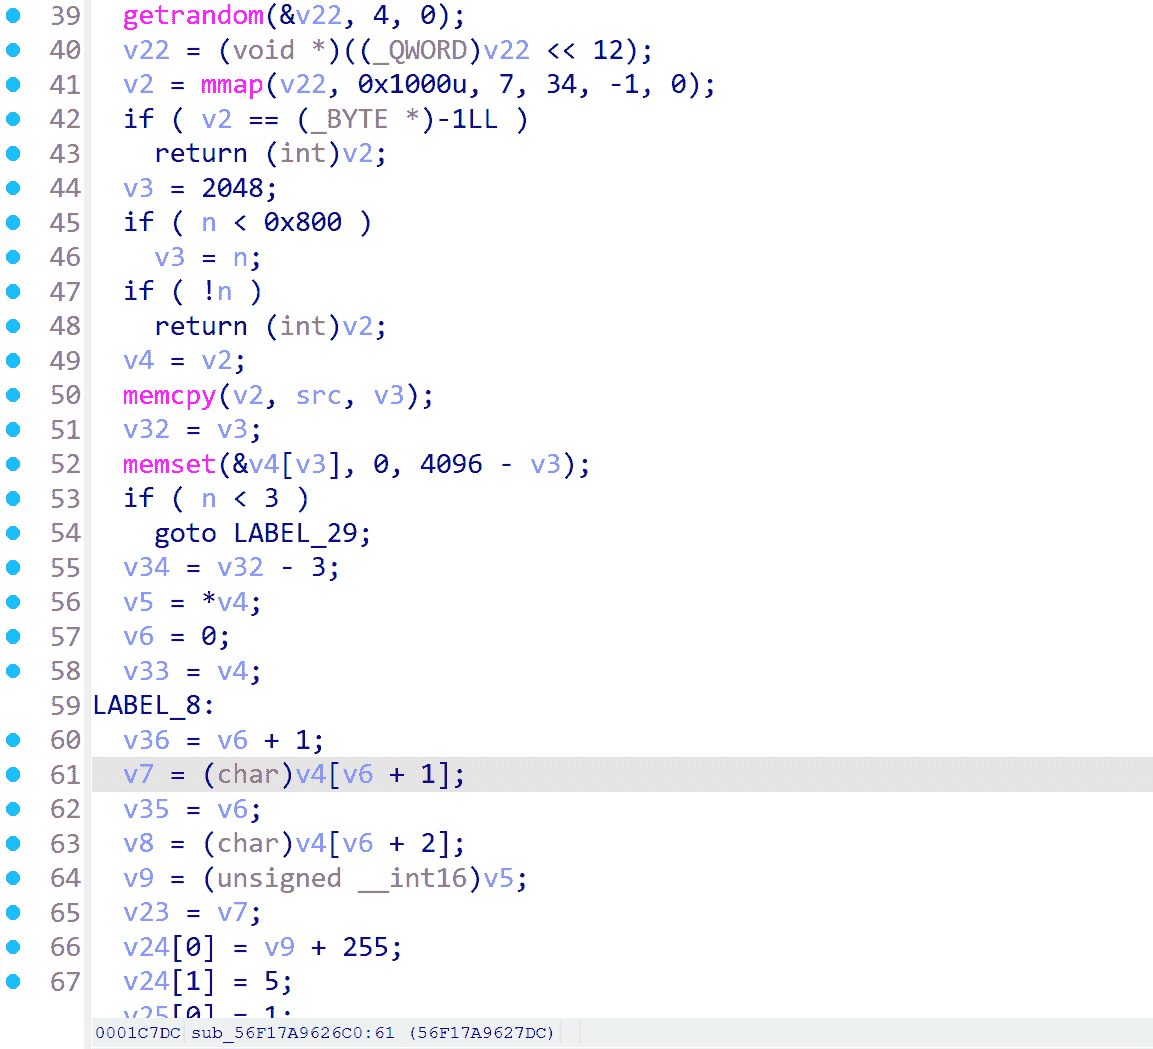 39 getrandom(&v22, 4, 0);
40 v22 = (void *)((_QWORD)v22 << 12);
41 v2 = mmap(v22, 0x1000u, 7, 34, -1, 0);
42 if ( v2 == (_BYTE *)-1LL )
43 return (int)v2;
44 v3 = 2048;
45 if ( n < 0x800 )
46 v3 = n;
47 if ( !n )
48 return (int)v2;
49 v4 = v2;
50 memcpy(v2, src, v3);
51 v32 = v3;
52 memset(&v4[v3], 0, 4096 - v3);
53 if ( n < 3 )
54 goto LABEL_29;
55 v34 = v32 - 3;
56 v5 = *v4;
57 v6 = 0;
58 v33 = v4;
59 LABEL_8:
60 v36 = v6 + 1;
61 v7 = (char)v4[v6 + 1];
62 v35 = v6;
63 v8 = (char)v4[v6 + 2];
64 v9 = (unsigned __int16)v5;
65 v23 = v7;
66 v24[0] = v9 + 255;
67 v24[1] = 5;
v25[0] = 1;
0001C7DC sub_56F17A9626C0:61 (56F17A9627DC)